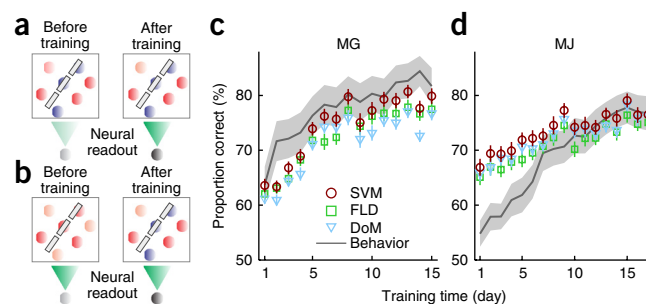 a
Before training
After training
Neural readout
b
Before training
After training
Neural readout
c
MG
Proportion correct (%)
90
80
70
60
50
1
5
10
15
SVM
FLD
DoM
Behavior
d
MJ
90
80
70
60
50
1
5
10
15
Training time (day)